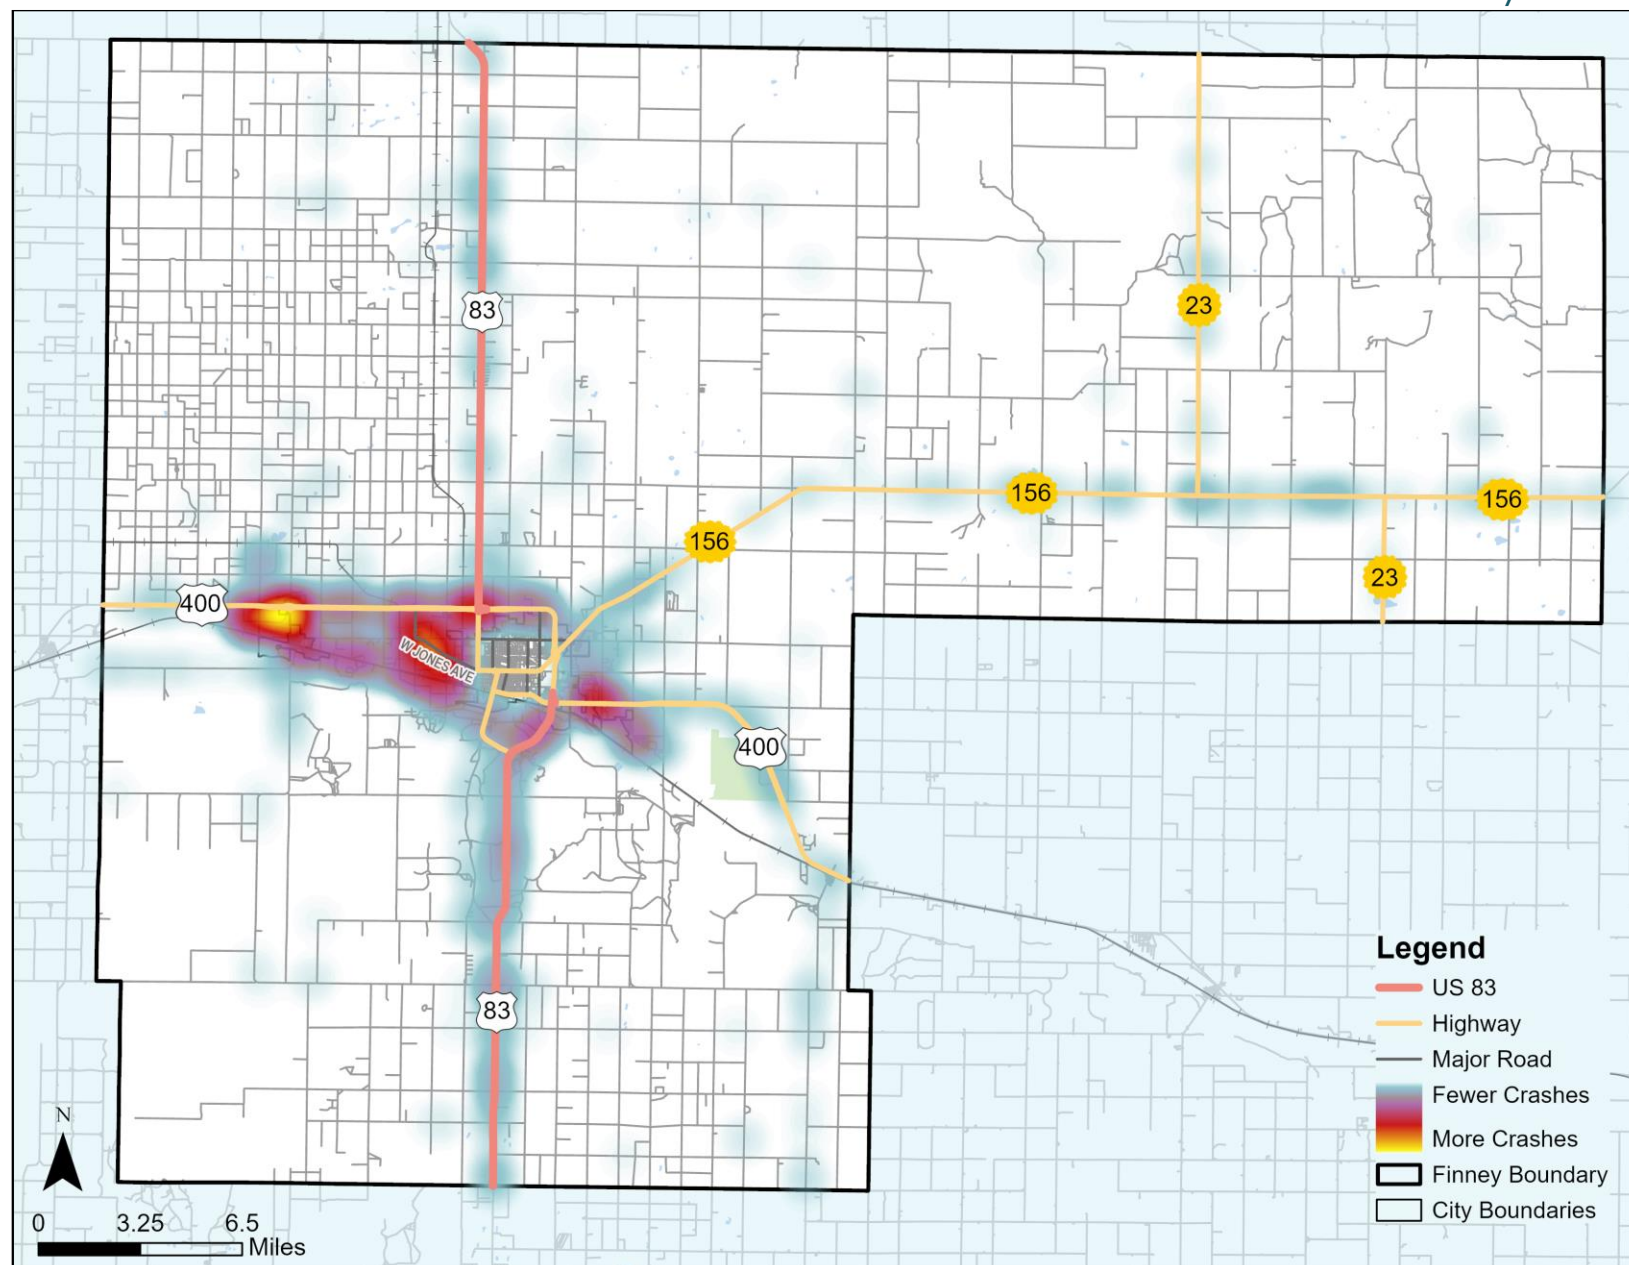 83
23
156
156
156
23
400
W JONES AVE
400
83
Legend
US 83
Highway
Major Road
Fewer Crashes
More Crashes
Finney Boundary
City Boundaries
N
0 3.25 6.5
Miles